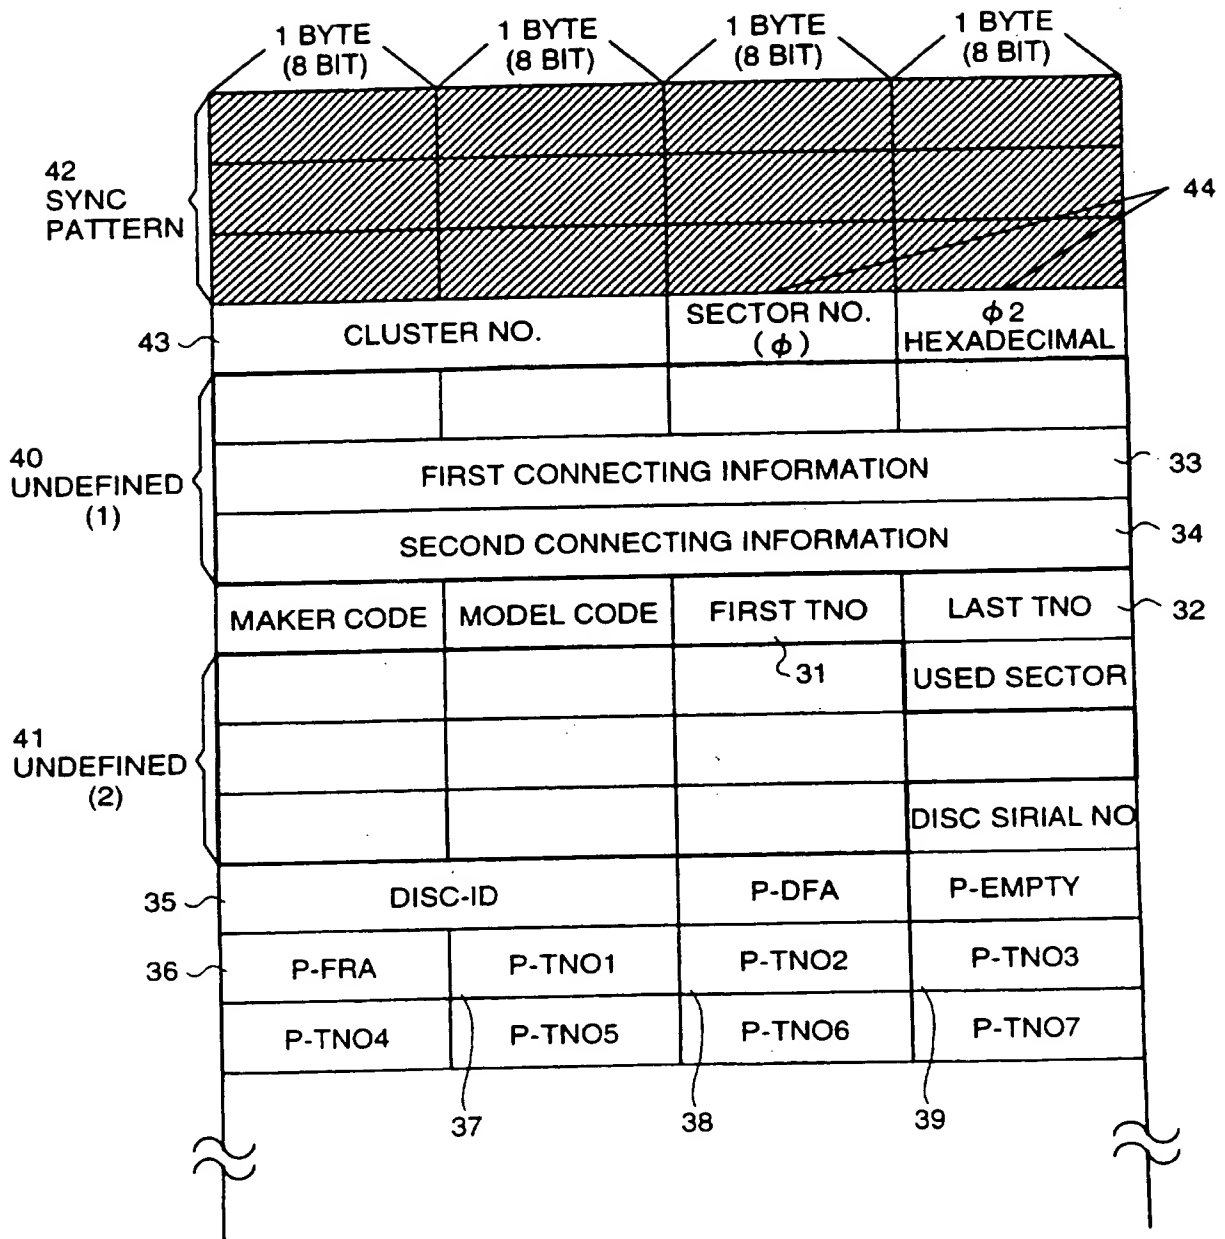 1 BYTE
(8 BIT)
1 BYTE
(8 BIT)
1 BYTE
(8 BIT)
1 BYTE
(8 BIT)
42
SYNC
PATTERN
44
43
CLUSTER NO.
SECTOR NO.
(ϕ)
ϕ2
HEXADECIMAL
40
UNDEFINED
(1)
FIRST CONNECTING INFORMATION
33
SECOND CONNECTING INFORMATION
34
MAKER CODE
MODEL CODE
FIRST TNO
LAST TNO
32
31
USED SECTOR
41
UNDEFINED
(2)
DISC SIRIAL NO
35
DISC-ID
P-DFA
P-EMPTY
36
P-FRA
P-TNO1
P-TNO2
P-TNO3
P-TNO4
P-TNO5
P-TNO6
P-TNO7
37
38
39